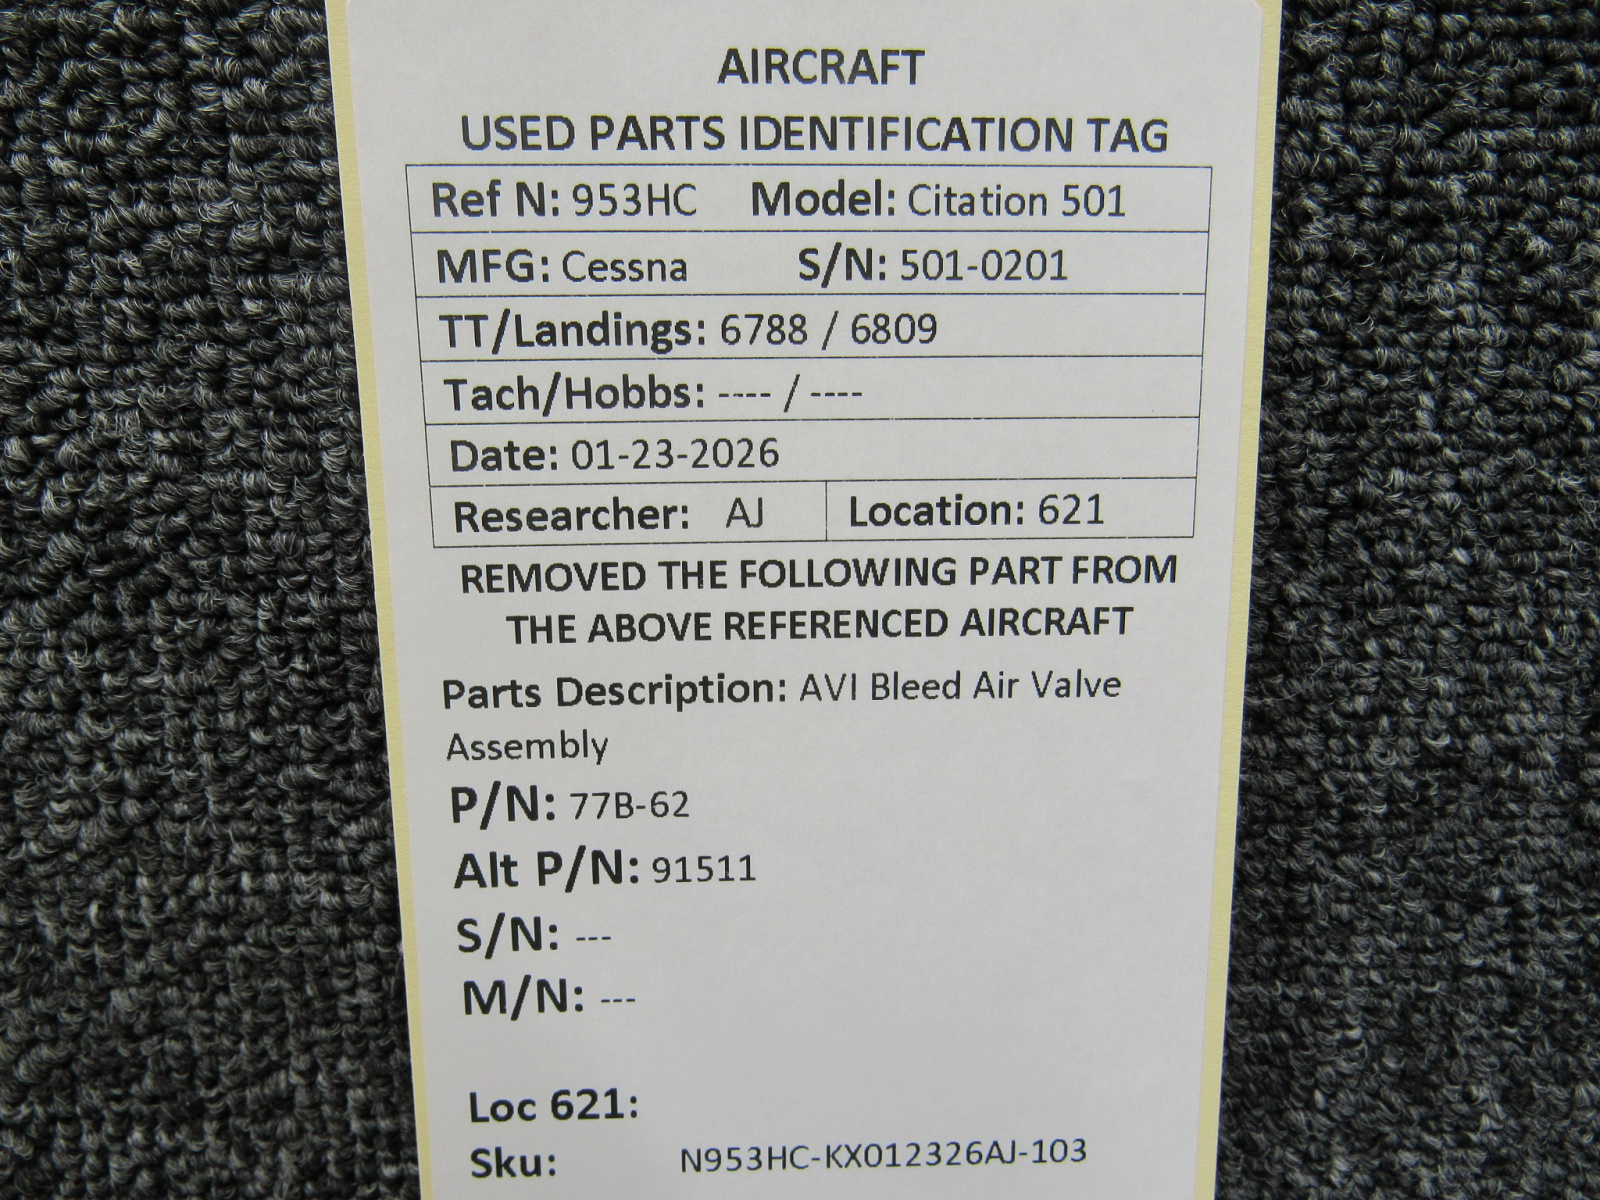 AIRCRAFT
USED PARTS IDENTIFICATION TAG
Ref N: 953HC Model: Citation 501
MFG: Cessna S/N: 501-0201
TT/Landings: 6788 / 6809
Tach/Hobbs: ---- / ----
Date: 01-23-2026
Researcher: AJ Location: 621
REMOVED THE FOLLOWING PART FROM
THE ABOVE REFERENCED AIRCRAFT
Parts Description: AVI Bleed Air Valve
Assembly
P/N: 77B-62
Alt P/N: 91511
S/N: ---
M/N: ---
Loc 621:
Sku: N953HC-KX012326AJ-103